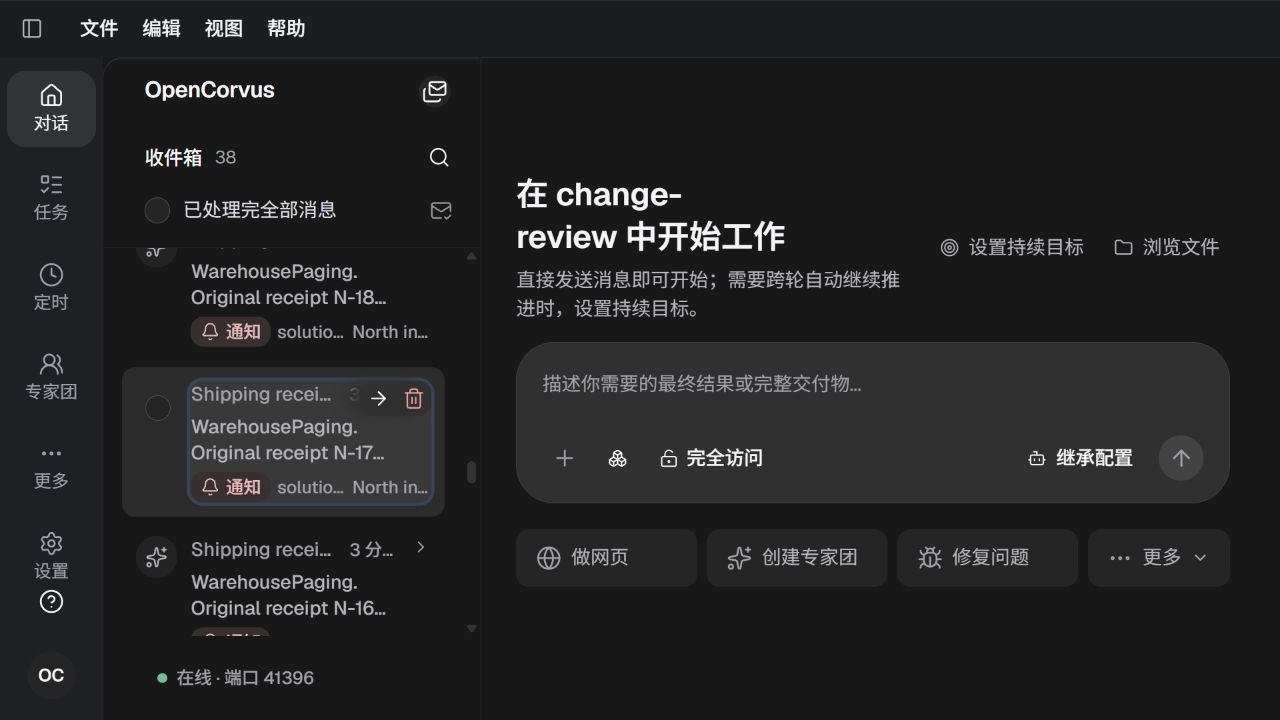 文件 编辑 视图 帮助
对话
任务
定时
专家团
更多
设置
OC
OpenCorvus
收件箱 38
已处理完全部消息
WarehousePaging.
Original receipt N-18...
通知 solutio... North in...
Shipping recei...
WarehousePaging.
Original receipt N-17...
通知 solutio... North in...
Shipping recei... 3 分...
WarehousePaging.
Original receipt N-16...
在线 · 端口 41396
在 change-
review 中开始工作
直接发送消息即可开始；需要跨轮自动继续推
进时，设置持续目标。
设置持续目标 浏览文件
描述你需要的最终结果或完整交付物...
完全访问 继承配置
做网页 创建专家团 修复问题 更多